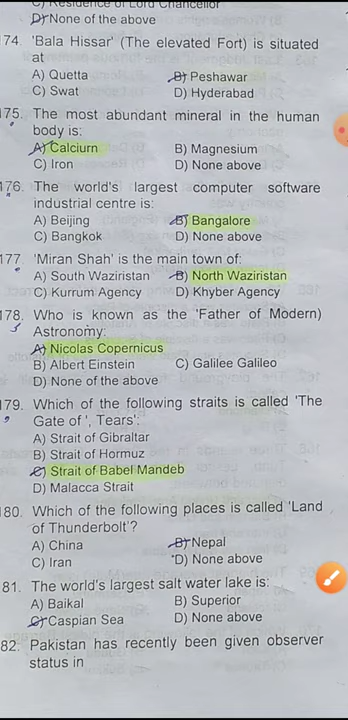 C) Residence of Lord Chancellor
D) None of the above
174. 'Bala Hissar' (The elevated Fort) is situated
at
A) Quetta B) Peshawar
C) Swat D) Hyderabad
175. The most abundant mineral in the human
body is:
A) Calciurn B) Magnesium
C) Iron D) None above
176. The world's largest computer software
industrial centre is:
A) Beijing B) Bangalore
C) Bangkok D) None above
177. 'Miran Shah' is the main town of:
A) South Waziristan B) North Waziristan
C) Kurrum Agency D) Khyber Agency
178. Who is known as the 'Father of Modern)
Astronomy:
A) Nicolas Copernicus
B) Albert Einstein C) Galilee Galileo
D) None of the above
179. Which of the following straits is called 'The
Gate of ', Tears':
A) Strait of Gibraltar
B) Strait of Hormuz
C) Strait of Babel Mandeb
D) Malacca Strait
180. Which of the following places is called 'Land
of Thunderbolt'?
A) China B) Nepal
C) Iran D) None above
81. The world's largest salt water lake is:
A) Baikal B) Superior
C) Caspian Sea D) None above
82. Pakistan has recently been given observer
status in